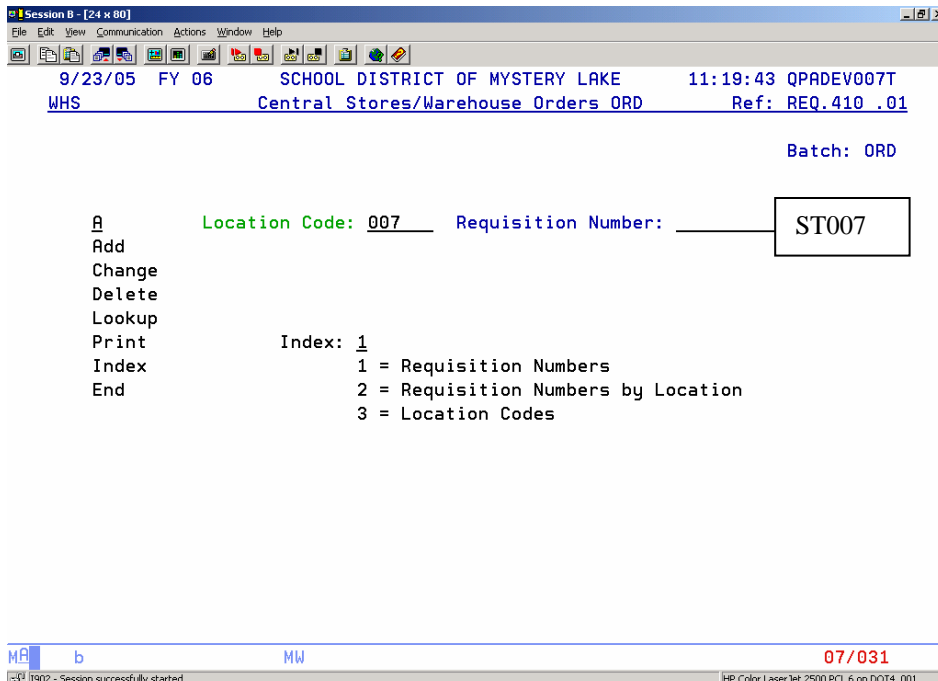 Session B - [24 x 80]
File Edit View Communication Actions Window Help
9/23/05 FY 06 SCHOOL DISTRICT OF MYSTERY LAKE 11:19:43 QPADEV007T
WHS Central Stores/Warehouse Orders ORD Ref: REQ.410 .01
Batch: ORD
A Location Code: 007 Requisition Number: ST007
Add
Change
Delete
Lookup
Print Index: 1
Index 1 = Requisition Numbers
End 2 = Requisition Numbers by Location
3 = Location Codes
MA b MW 07/031
I902 - Session successfully started HP Color LaserJet 2500 PCL 6 on DOT4_001